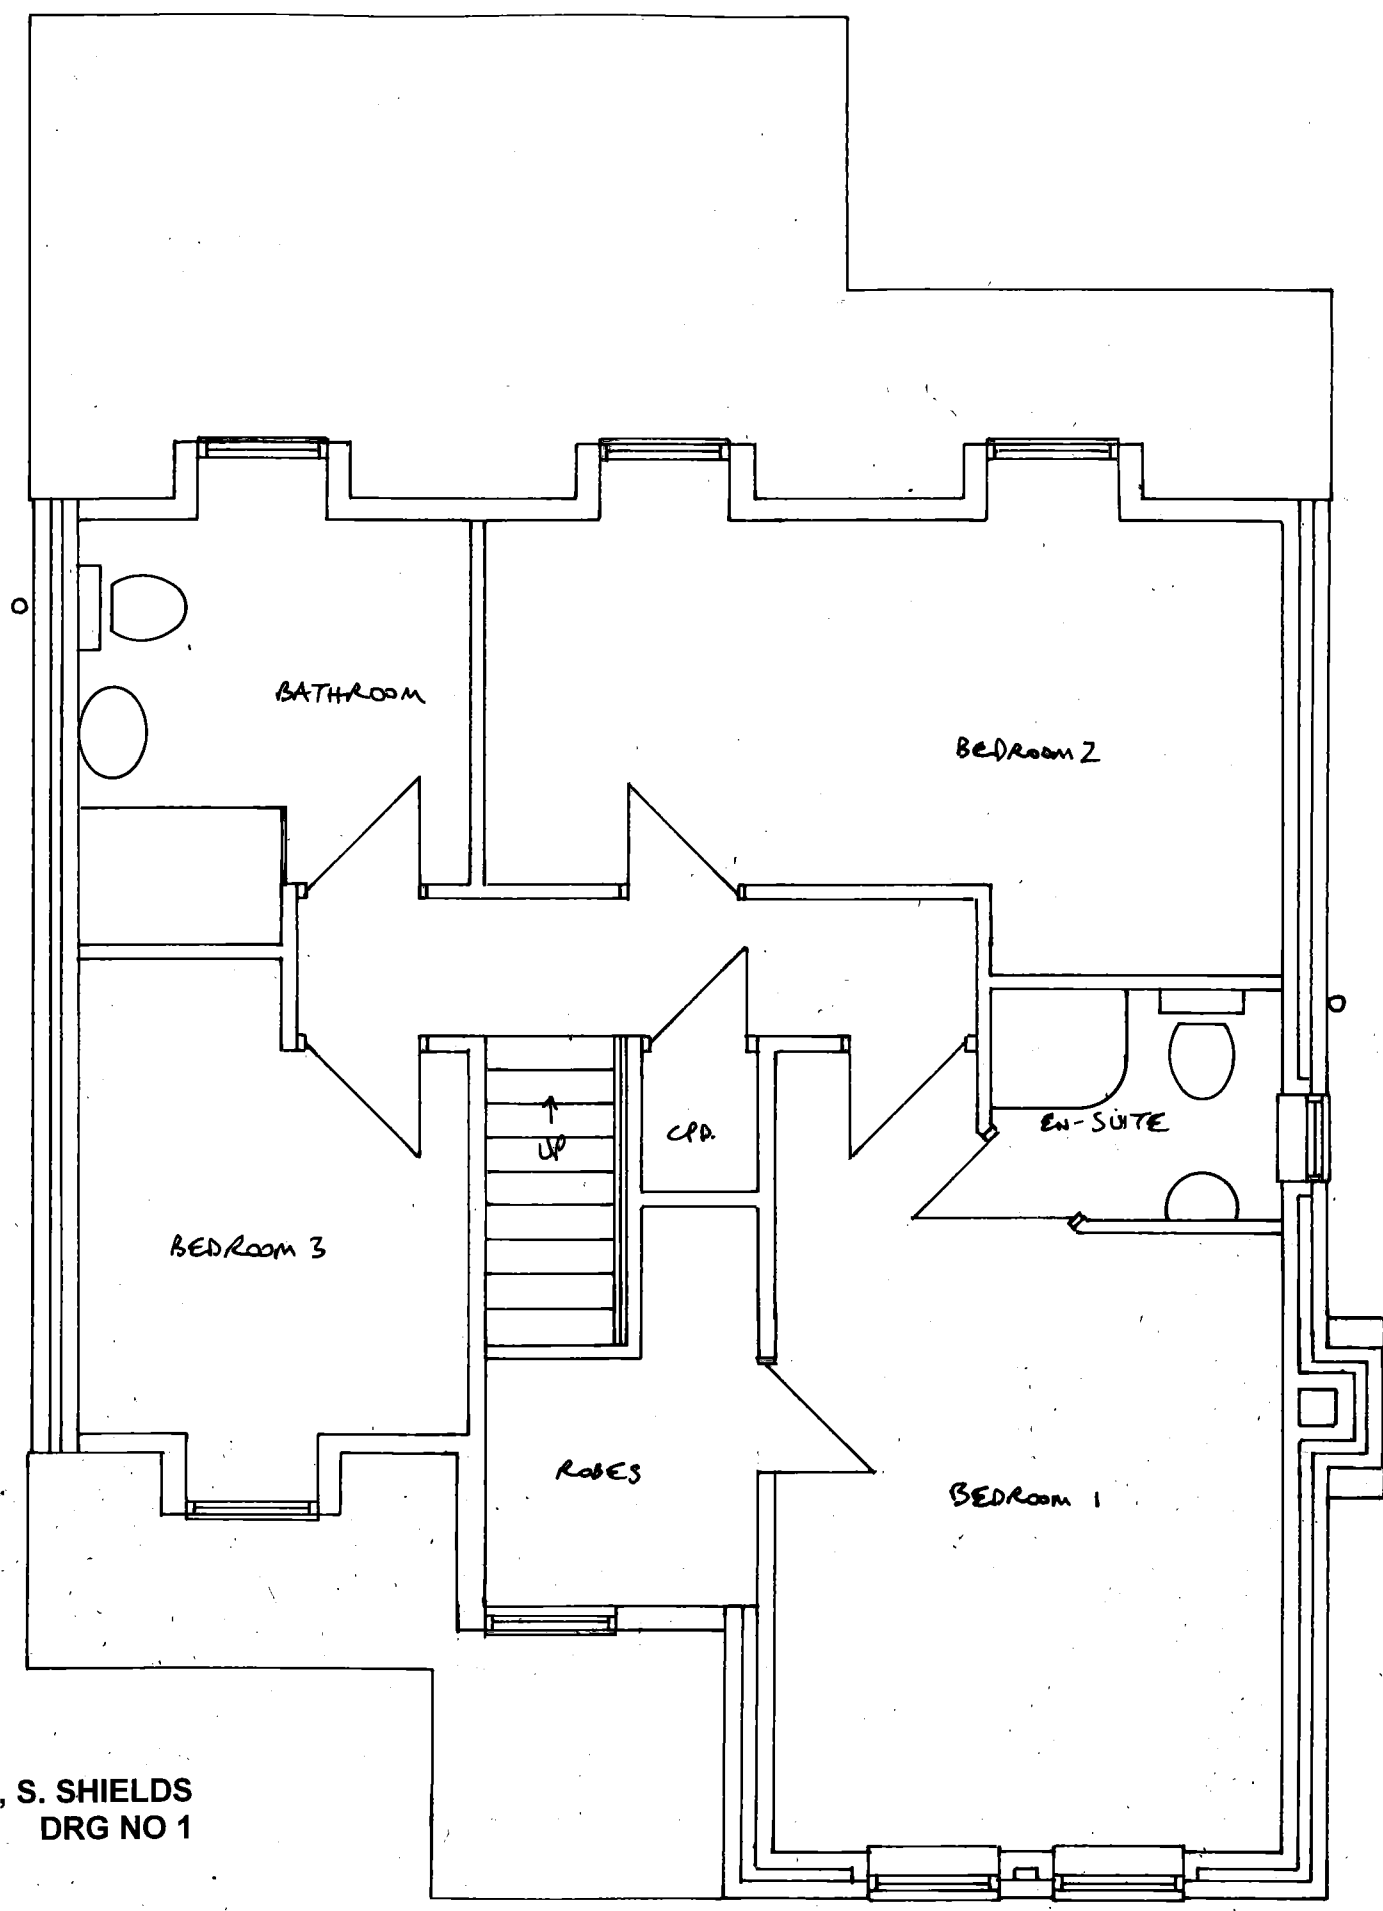 BATHROOM
BEDROOM 2
EN-SUITE
UP
CPD.
BEDROOM 3
ROBES
BEDROOM 1
, S. SHIELDS
DRG NO 1